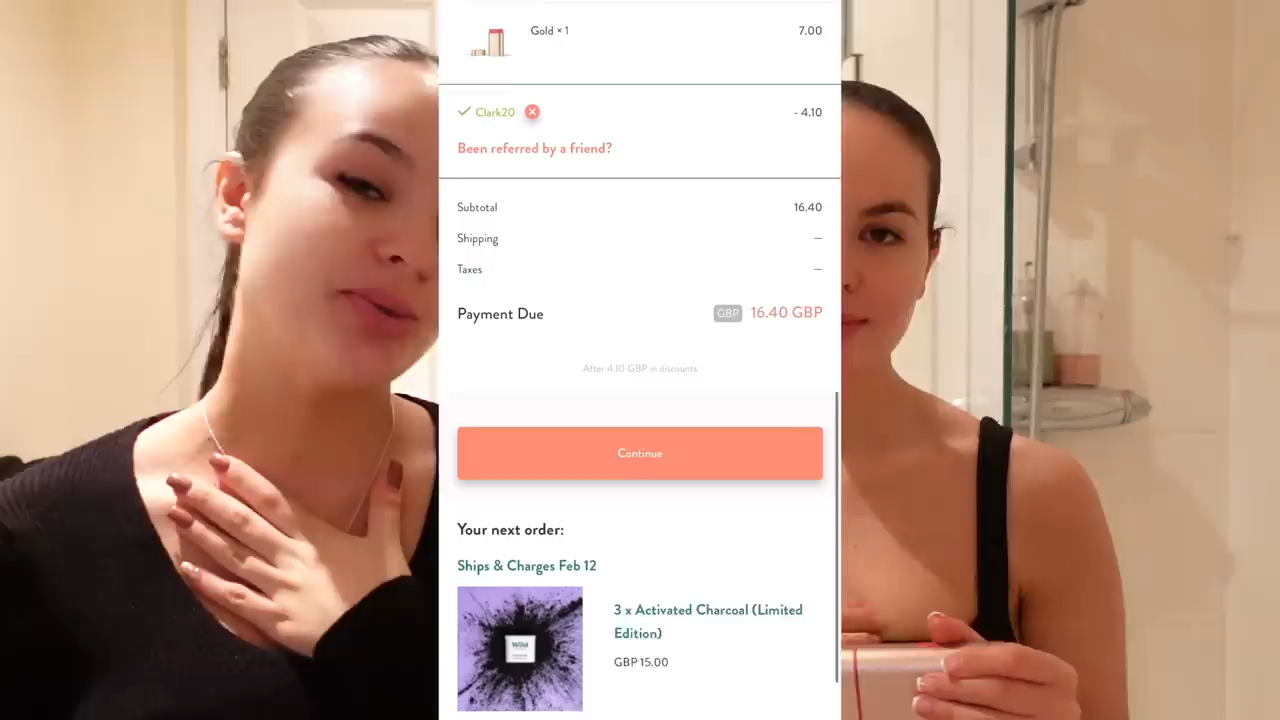 Gold × 1
7.00
Clark20
- 4.10
Been referred by a friend?
Subtotal
16.40
Shipping
—
Taxes
—
Payment Due
GBP
16.40 GBP
After 4.10 GBP in discounts
Continue
Your next order:
Ships & Charges Feb 12
3 x Activated Charcoal (Limited
Edition)
GBP 15.00
wild